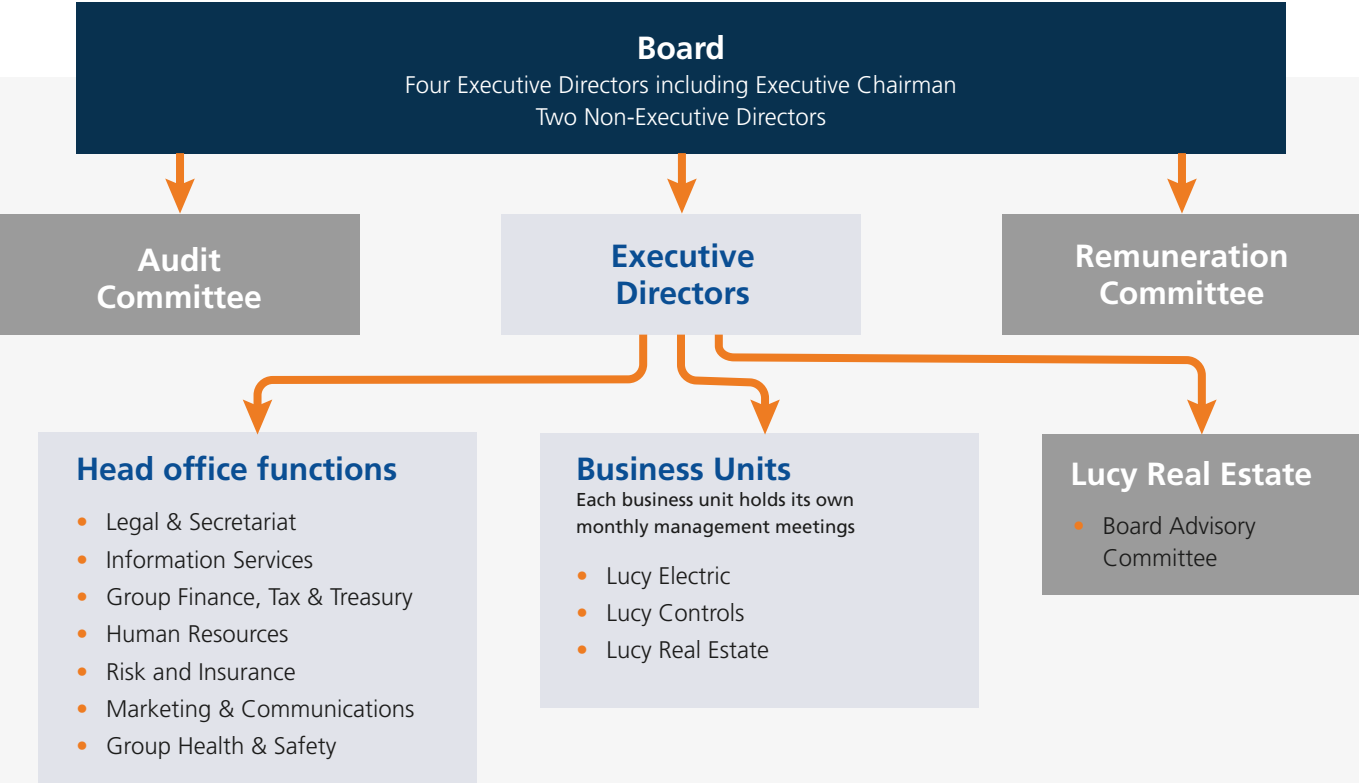 Board
Four Executive Directors including Executive Chairman
Two Non-Executive Directors
Audit
Committee
Executive
Directors
Remuneration
Committee
Head office functions
• Legal & Secretariat
• Information Services
• Group Finance, Tax & Treasury
• Human Resources
• Risk and Insurance
• Marketing & Communications
• Group Health & Safety
Business Units
Each business unit holds its own
monthly management meetings
• Lucy Electric
• Lucy Controls
• Lucy Real Estate
Lucy Real Estate
• Board Advisory
Committee